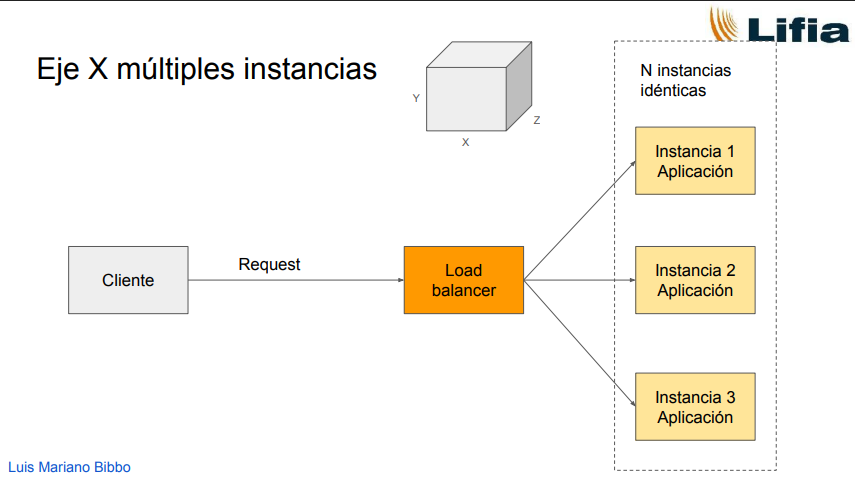 Lifia
Eje X múltiples instancias
Y
Z
X
N instancias
idénticas
Instancia 1
Aplicación
Cliente
Request
Load
balancer
Instancia 2
Aplicación
Instancia 3
Aplicación
Luis Mariano Bibbo